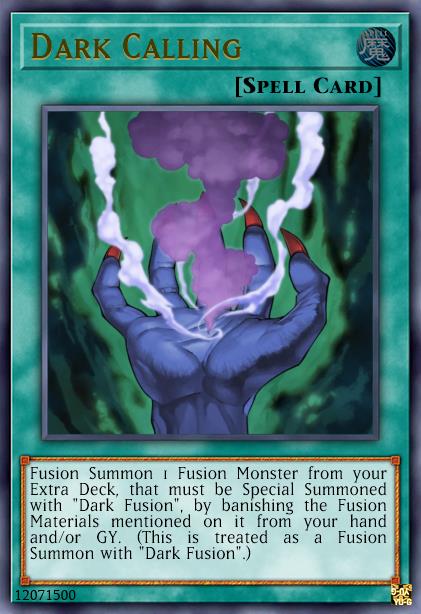 Dark Calling
魔
[Spell Card]
Fusion Summon 1 Fusion Monster from your
Extra Deck, that must be Special Summoned
with "Dark Fusion", by banishing the Fusion
Materials mentioned on it from your hand
and/or GY. (This is treated as a Fusion
Summon with "Dark Fusion".)
12071500